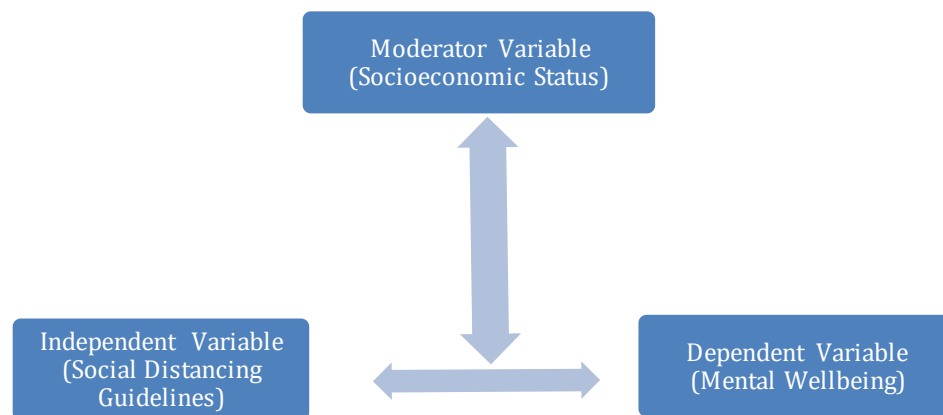 Moderator Variable
(Socioeconomic Status)
Independent Variable
(Social Distancing
Guidelines)
Dependent Variable
(Mental Wellbeing)